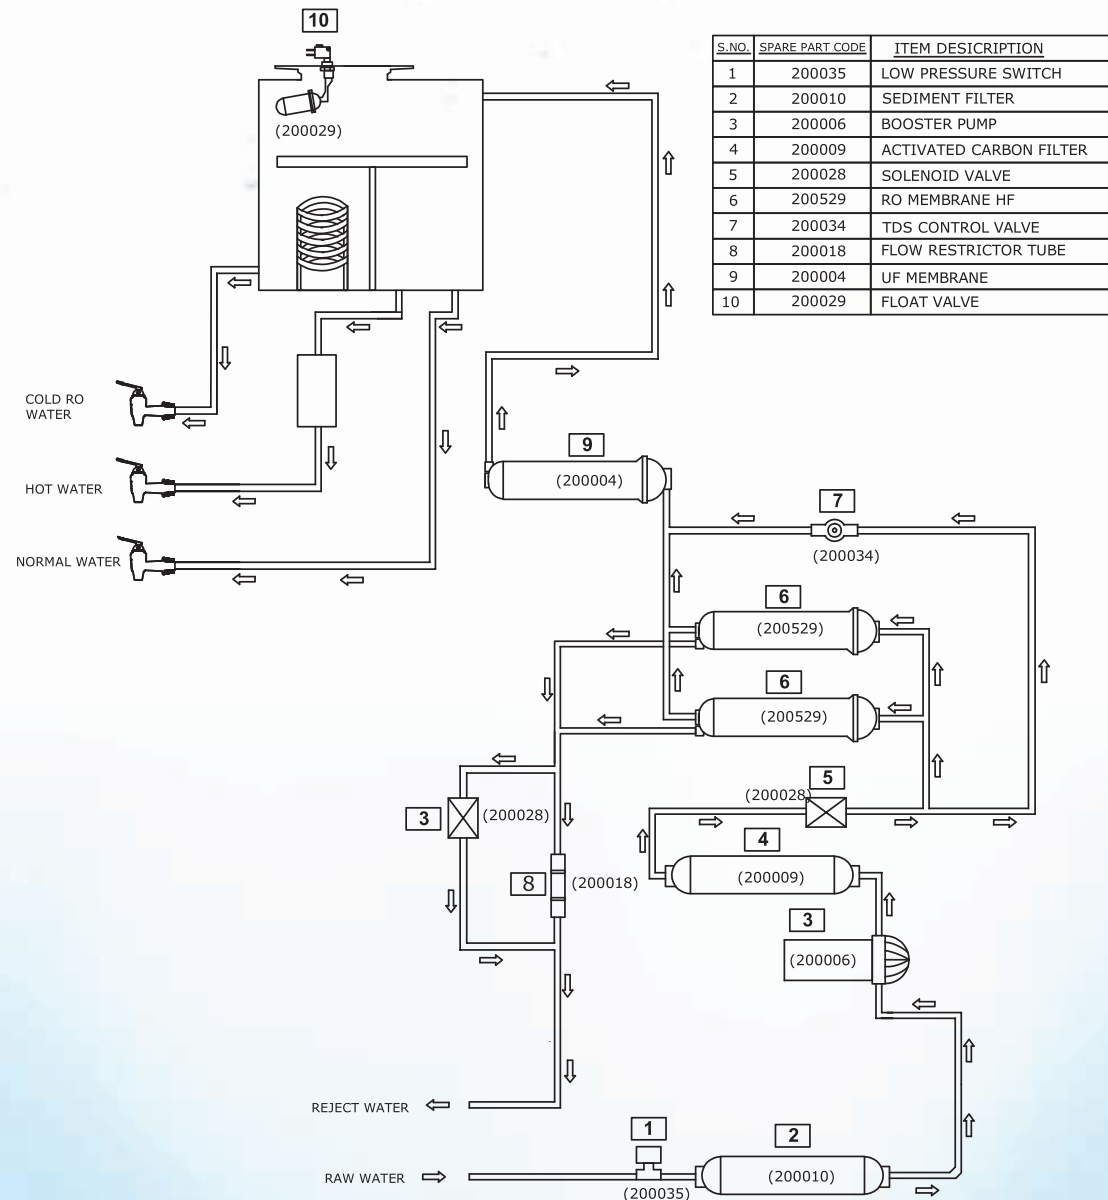 10
(200029)
S.NO. SPARE PART CODE ITEM DESICRIPTION
1 200035 LOW PRESSURE SWITCH
2 200010 SEDIMENT FILTER
3 200006 BOOSTER PUMP
4 200009 ACTIVATED CARBON FILTER
5 200028 SOLENOID VALVE
6 200529 RO MEMBRANE HF
7 200034 TDS CONTROL VALVE
8 200018 FLOW RESTRICTOR TUBE
9 200004 UF MEMBRANE
10 200029 FLOAT VALVE
COLD RO
WATER
HOT WATER
NORMAL WATER
9
(200004)
7
(200034)
6
(200529)
6
(200529)
5
(200028)
3
(200028)
4
(200009)
8
(200018)
3
(200006)
REJECT WATER
1
2
RAW WATER
(200010)
(200035)